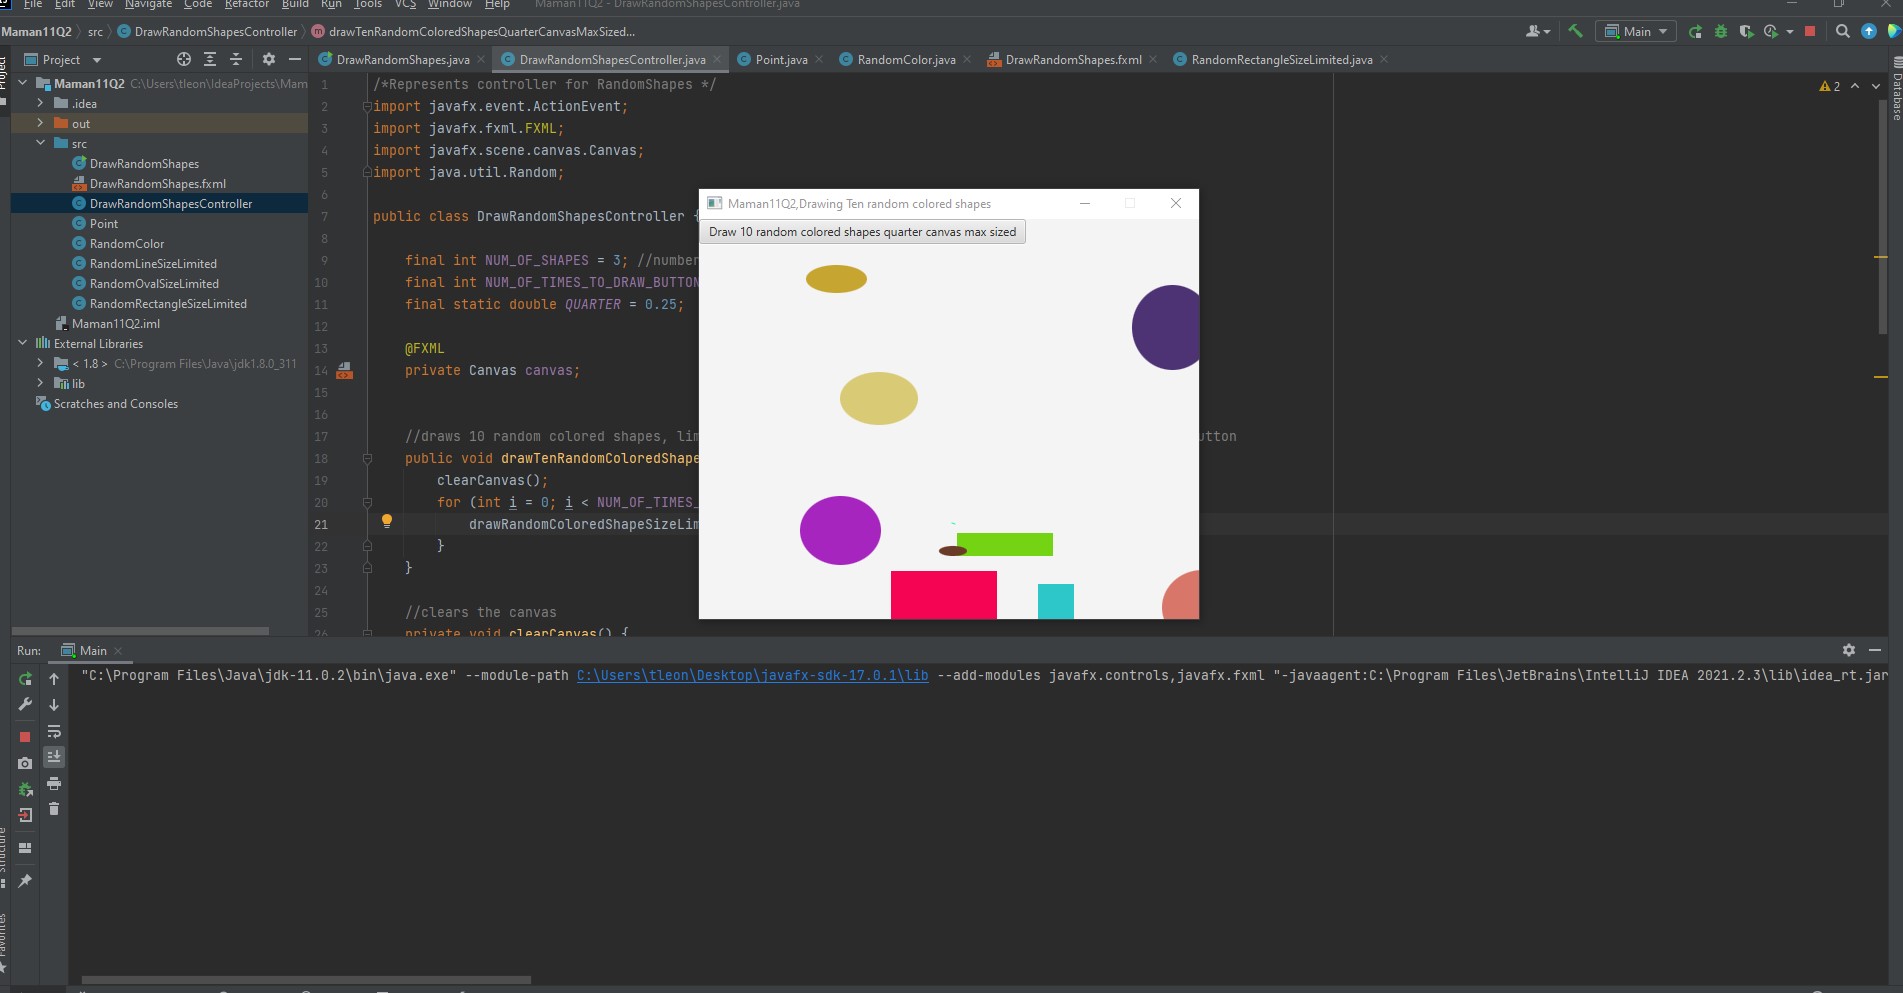 File Edit View Navigate Code Refactor Build Run Tools VCS Window Help Maman11Q2 - DrawRandomShapesController.java
Maman11Q2 src DrawRandomShapesController drawTenRandomColoredShapesQuarterCanvasMaxSized...
Main
Project
Project
DrawRandomShapes.java DrawRandomShapesController.java Point.java RandomColor.java DrawRandomShapes.fxml RandomRectangleSizeLimited.java
Database
Maman11Q2 C:\Users\tleon\IdeaProjects\Mam
.idea
out
src
DrawRandomShapes
DrawRandomShapes.fxml
DrawRandomShapesController
Point
RandomColor
RandomLineSizeLimited
RandomOvalSizeLimited
RandomRectangleSizeLimited
Maman11Q2.iml
External Libraries
< 1.8 > C:\Program Files\Java\jdk1.8.0_311
lib
Scratches and Consoles
2
1 /*Represents controller for RandomShapes */
2 import javafx.event.ActionEvent;
3 import javafx.fxml.FXML;
4 import javafx.scene.canvas.Canvas;
5 import java.util.Random;
6
7 public class DrawRandomShapesController {
8
9 final int NUM_OF_SHAPES = 3; //number
10 final int NUM_OF_TIMES_TO_DRAW_BUTTON
11 final static double QUARTER = 0.25;
12
13 @FXML
14 private Canvas canvas;
15
16
17 //draws 10 random colored shapes, lim utton
18 public void drawTenRandomColoredShape
19 clearCanvas();
20 for (int i = 0; i < NUM_OF_TIMES_
21 drawRandomColoredShapeSizeLim
22 }
23 }
24
25 //clears the canvas
26 private void clearCanvas() {
Maman11Q2,Drawing Ten random colored shapes
Draw 10 random colored shapes quarter canvas max sized
Run: Main
"C:\Program Files\Java\jdk-11.0.2\bin\java.exe" --module-path C:\Users\tleon\Desktop\javafx-sdk-17.0.1\lib --add-modules javafx.controls,javafx.fxml "-javaagent:C:\Program Files\JetBrains\IntelliJ IDEA 2021.2.3\lib\idea_rt.jar
Structure
Favorites